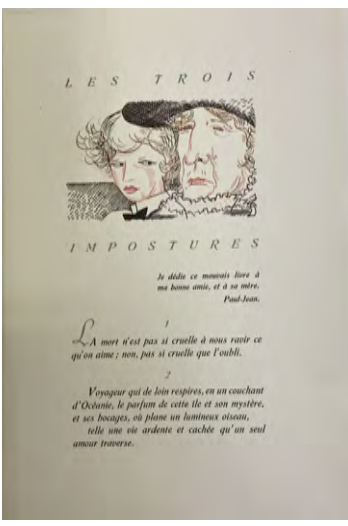 LES TROIS
IMPOSTURES
Je dédie ce mauvais livre à
ma bonne amie, et à sa mère.
Paul-Jean.
1
LA mort n'est pas si cruelle à nous ravir ce
qu'on aime ; non, pas si cruelle que l'oubli.
2
Voyageur qui de loin respires, en un couchant
d'Océanie, le parfum de cette île et son mystère,
et ses bocages, où plane un lumineux oiseau,
telle une vie ardente et cachée qu'un seul
amour traverse.